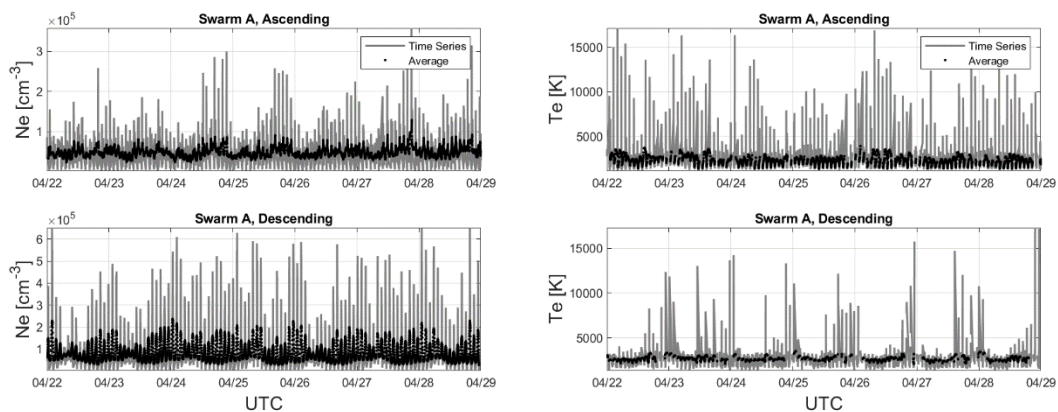 Swarm A, Ascending
×10⁵
Ne [cm⁻³]
3
2
1
Time Series
Average
04/22 04/23 04/24 04/25 04/26 04/27 04/28 04/29
Swarm A, Ascending
Te [K]
15000
10000
5000
Time Series
Average
04/22 04/23 04/24 04/25 04/26 04/27 04/28 04/29
Swarm A, Descending
×10⁵
Ne [cm⁻³]
6
5
4
3
2
1
04/22 04/23 04/24 04/25 04/26 04/27 04/28 04/29
UTC
Swarm A, Descending
Te [K]
15000
10000
5000
04/22 04/23 04/24 04/25 04/26 04/27 04/28 04/29
UTC